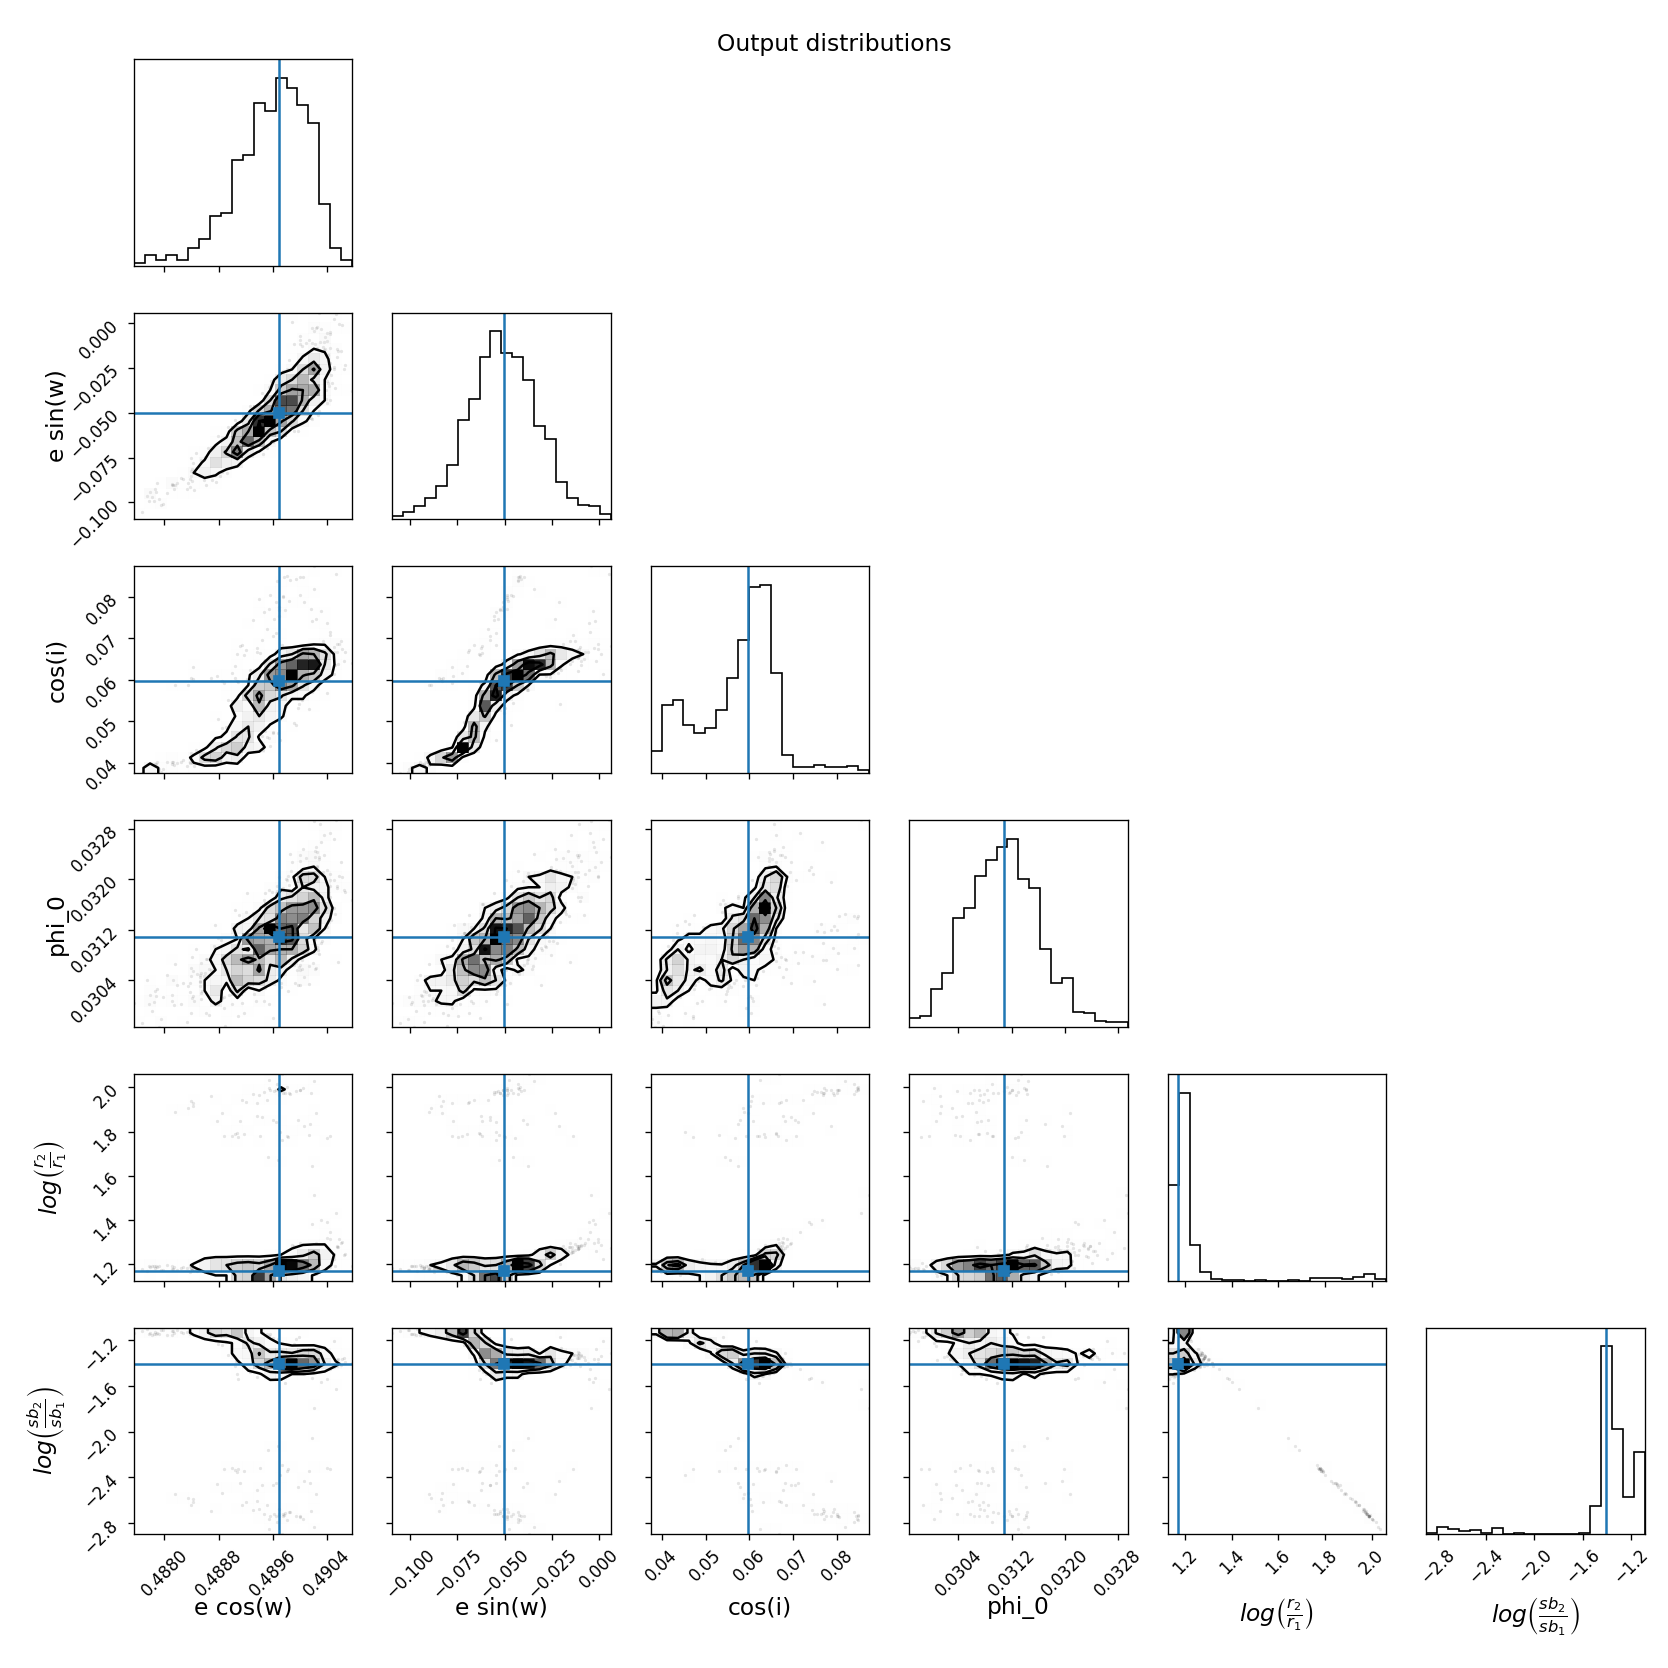 Output distributions
0.000
−0.025
−0.050
−0.075
−0.100
e sin(w)
0.08
0.07
0.06
0.05
0.04
cos(i)
0.0328
0.0320
0.0312
0.0304
phi_0
2.0
1.8
1.6
1.4
1.2
log(r₂/r₁)
−1.2
−1.6
−2.0
−2.4
−2.8
log(sb₂/sb₁)
0.4880 0.4888 0.4896 0.4904
−0.100 −0.075 −0.050 −0.025 0.000
0.04 0.05 0.06 0.07 0.08
0.0304 0.0312 0.0320 0.0328
1.2 1.4 1.6 1.8 2.0
−2.8 −2.4 −2.0 −1.6 −1.2
e cos(w) e sin(w) cos(i) phi_0 log(r₂/r₁) log(sb₂/sb₁)